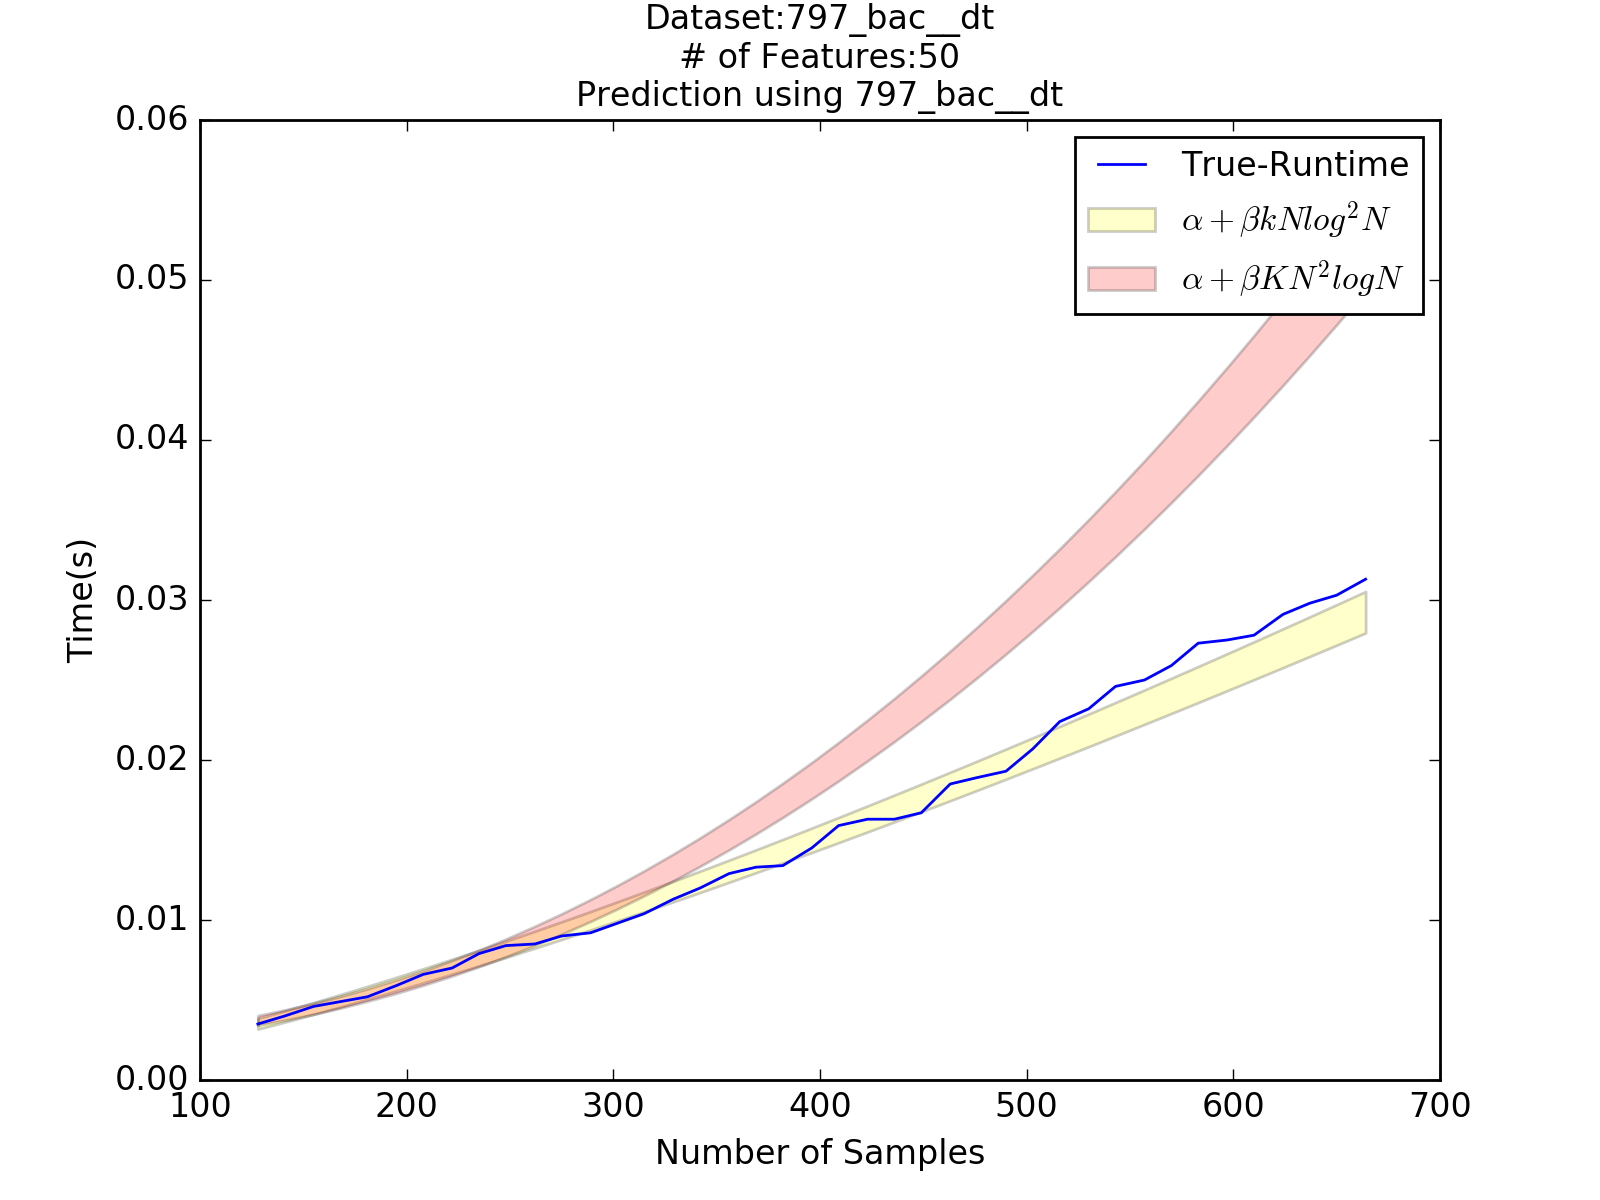 Dataset:797_bac__dt
# of Features:50
Prediction using 797_bac__dt
0.06
0.05
0.04
0.03
0.02
0.01
0.00
Time(s)
True-Runtime
α + βkNlog²N
α + βKN²logN
100 200 300 400 500 600 700
Number of Samples